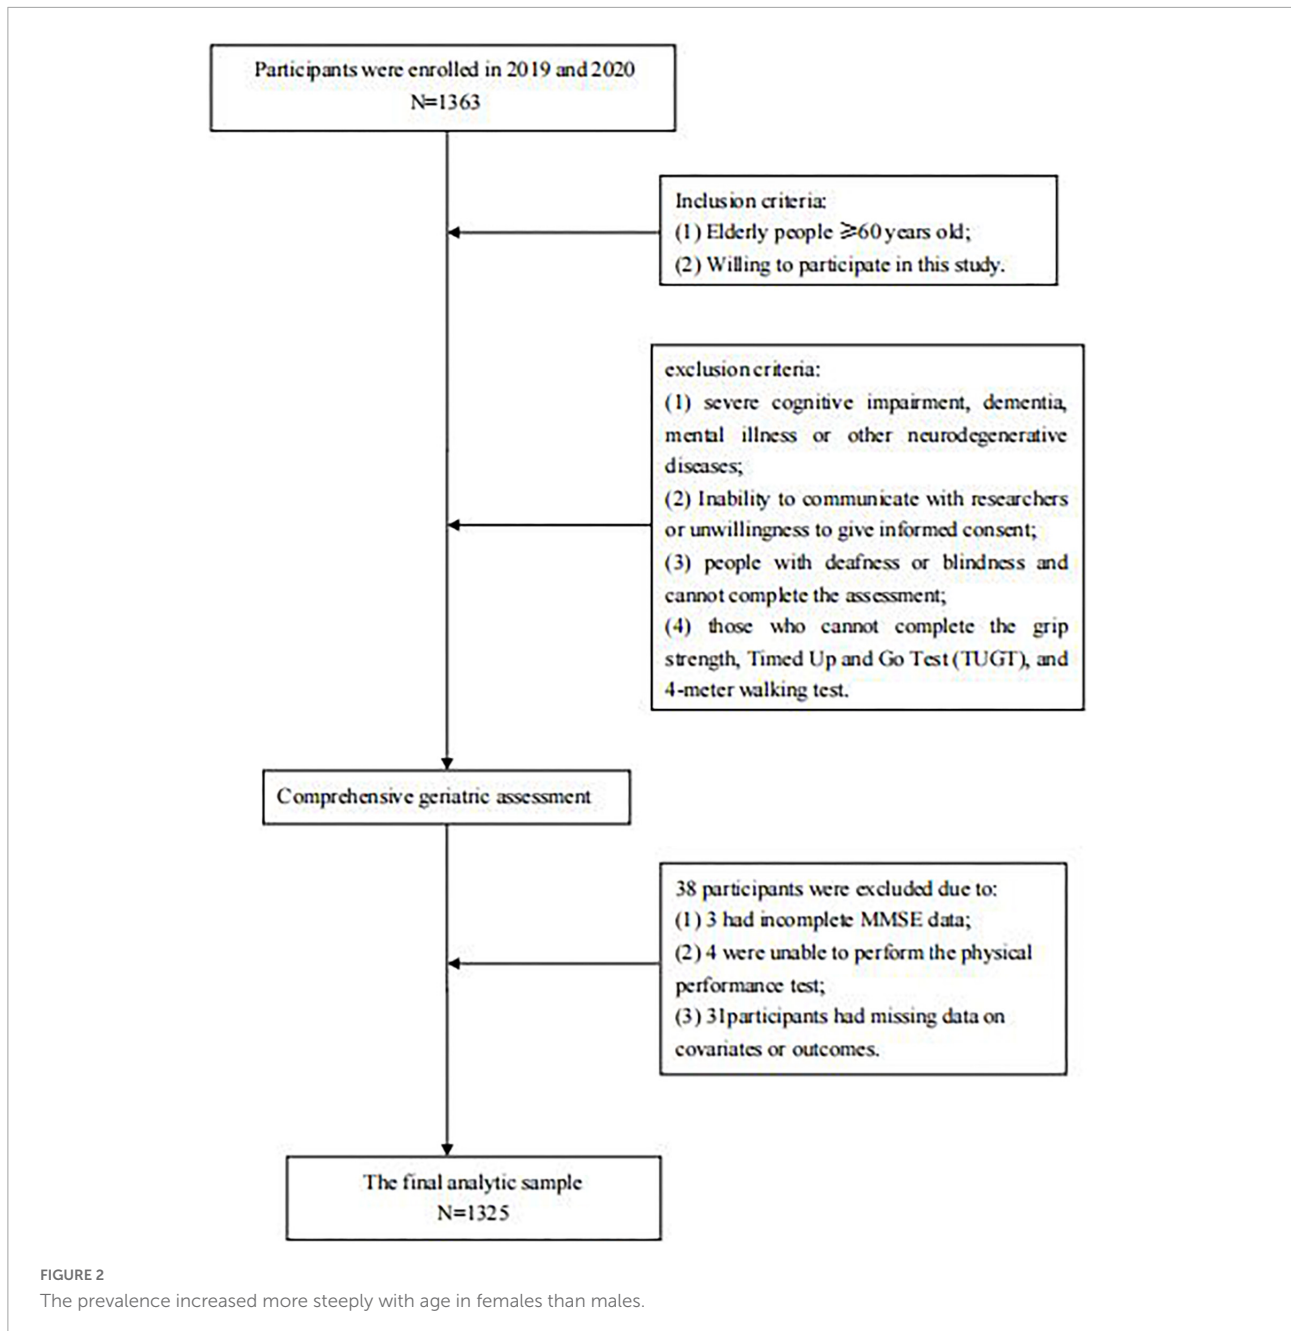 Participants were enrolled in 2019 and 2020
N=1363
Inclusion criteria:
(1) Elderly people ⩾60 years old;
(2) Willing to participate in this study.
exclusion criteria:
(1) severe cognitive impairment, dementia,
mental illness or other neurodegenerative
diseases;
(2) Inability to communicate with researchers
or unwillingness to give informed consent;
(3) people with deafness or blindness and
cannot complete the assessment;
(4) those who cannot complete the grip
strength, Timed Up and Go Test (TUGT), and
4-meter walking test.
Comprehensive geriatric assessment
38 participants were excluded due to:
(1) 3 had incomplete MMSE data;
(2) 4 were unable to perform the physical
performance test;
(3) 31participants had missing data on
covariates or outcomes.
The final analytic sample
N=1325
FIGURE 2
The prevalence increased more steeply with age in females than males.